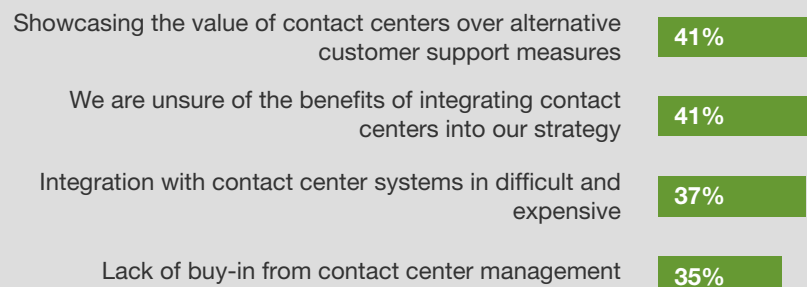 Showcasing the value of contact centers over alternative
customer support measures
41%
We are unsure of the benefits of integrating contact
centers into our strategy
41%
Integration with contact center systems in difficult and
expensive
37%
Lack of buy-in from contact center management
35%